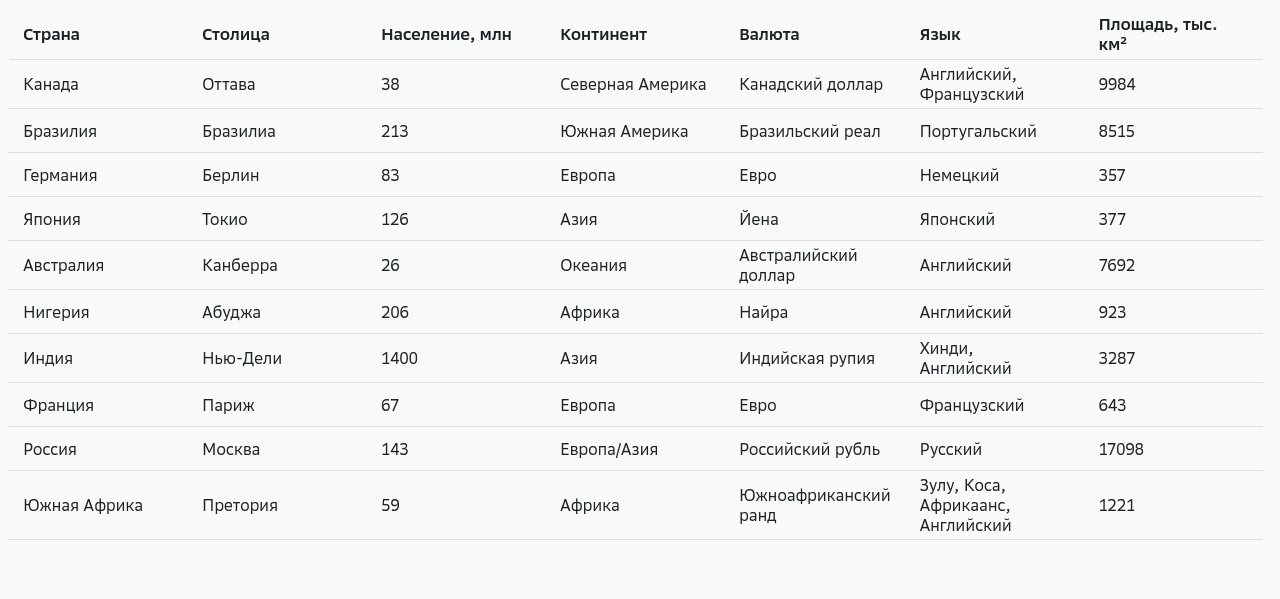 Страна Столица Население, млн Континент Валюта Язык Площадь, тыс.
км²
Канада Оттава 38 Северная Америка Канадский доллар Английский,
Французский 9984
Бразилия Бразилиа 213 Южная Америка Бразильский реал Португальский 8515
Германия Берлин 83 Европа Евро Немецкий 357
Япония Токио 126 Азия Йена Японский 377
Австралия Канберра 26 Океания Австралийский
доллар Английский 7692
Нигерия Абуджа 206 Африка Найра Английский 923
Индия Нью-Дели 1400 Азия Индийская рупия Хинди,
Английский 3287
Франция Париж 67 Европа Евро Французский 643
Россия Москва 143 Европа/Азия Российский рубль Русский 17098
Южная Африка Претория 59 Африка Южноафриканский
ранд Зулу, Коса,
Африкаанс,
Английский 1221